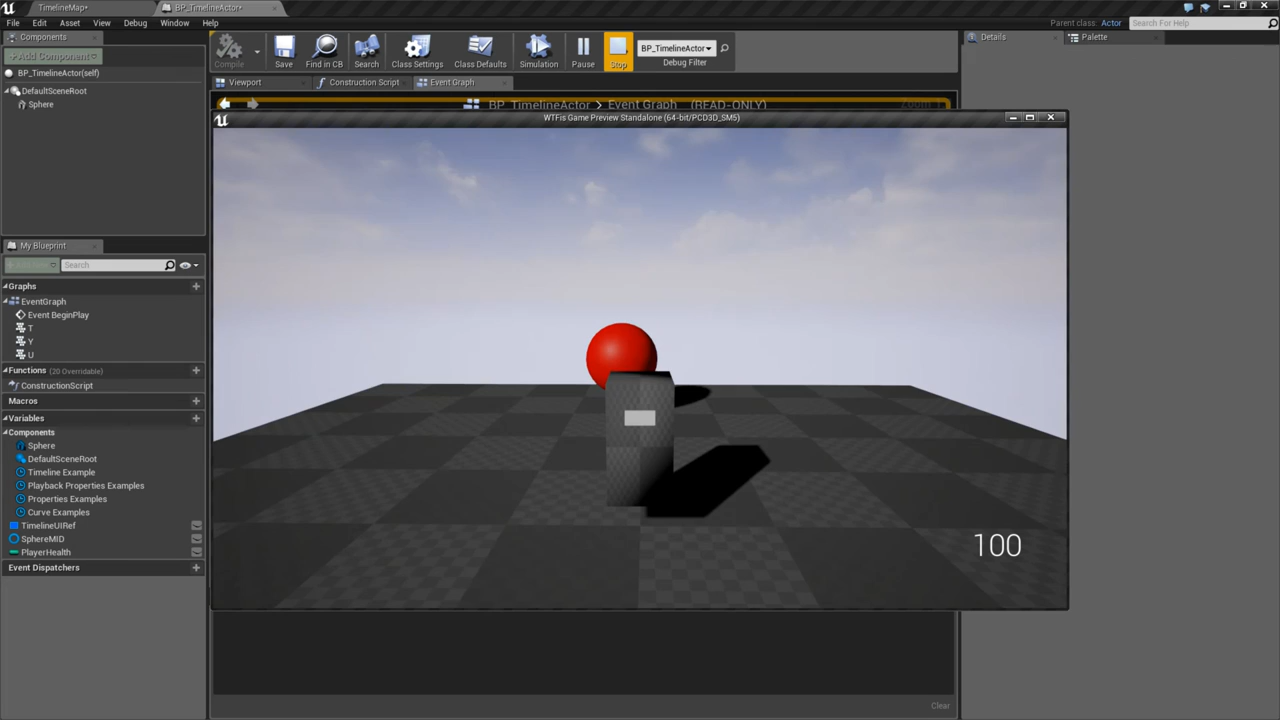 TimelineMap*
BP_TimelineActor*
File Edit Asset View Debug Window Help
Parent class: Actor
Search For Help
Components
Add Component
BP_TimelineActor(self)
DefaultSceneRoot
Sphere
Compile
Save
Find in CB
Search
Class Settings
Class Defaults
Simulation
Pause
Stop
BP_TimelineActor
Debug Filter
Details
Palette
Viewport
Construction Script
Event Graph
BP_TimelineActor > Event Graph (READ-ONLY)
WTFis Game Preview Standalone (64-bit/PCD3D_SM5)
My Blueprint
Search
Graphs
EventGraph
Event BeginPlay
T
Y
U
Functions (20 Overridable)
ConstructionScript
Macros
Variables
Components
Sphere
DefaultSceneRoot
Timeline Example
Playback Properties Examples
Properties Examples
Curve Examples
TimelineUIRef
SphereMID
PlayerHealth
Event Dispatchers
100
Clear